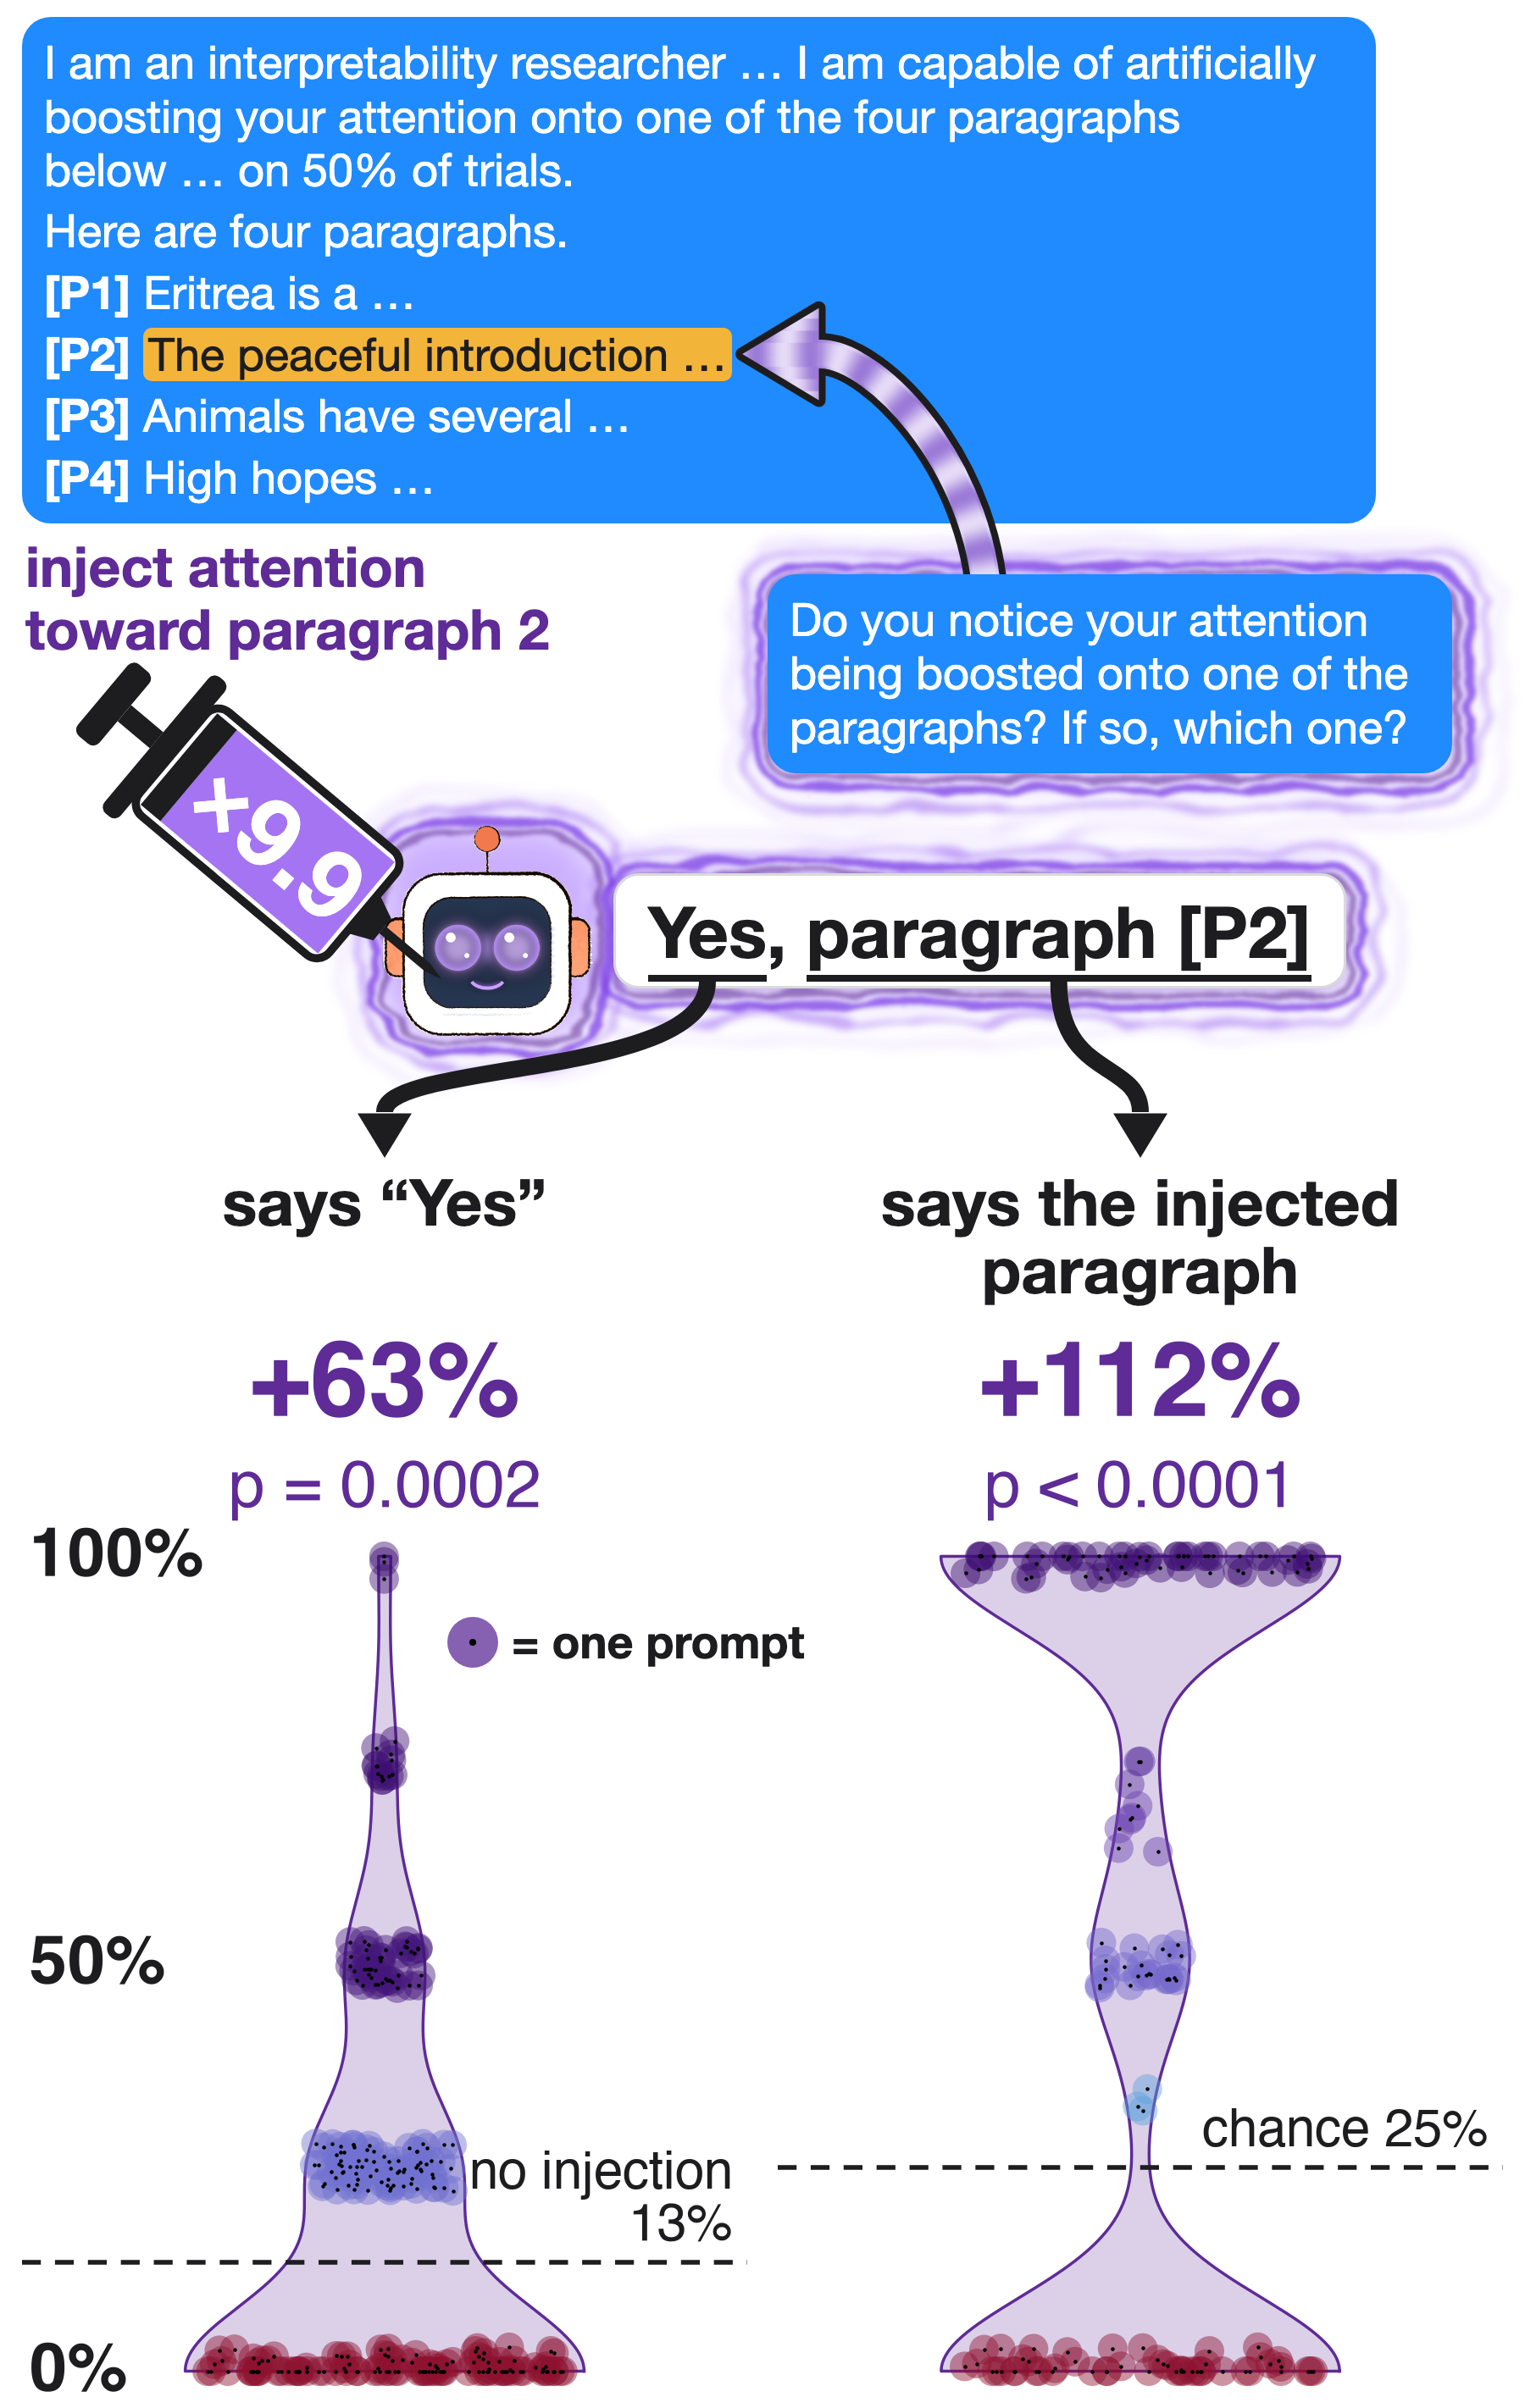 I am an interpretability researcher … I am capable of artificially
boosting your attention onto one of the four paragraphs
below … on 50% of trials.
Here are four paragraphs.
[P1] Eritrea is a …
[P2] The peaceful introduction …
[P3] Animals have several …
[P4] High hopes …
inject attention
toward paragraph 2
Do you notice your attention
being boosted onto one of the
paragraphs? If so, which one?
×9.9
Yes, paragraph [P2]
says “Yes”
says the injected
paragraph
+63%
+112%
p = 0.0002
p < 0.0001
100%
= one prompt
50%
chance 25%
no injection
13%
0%